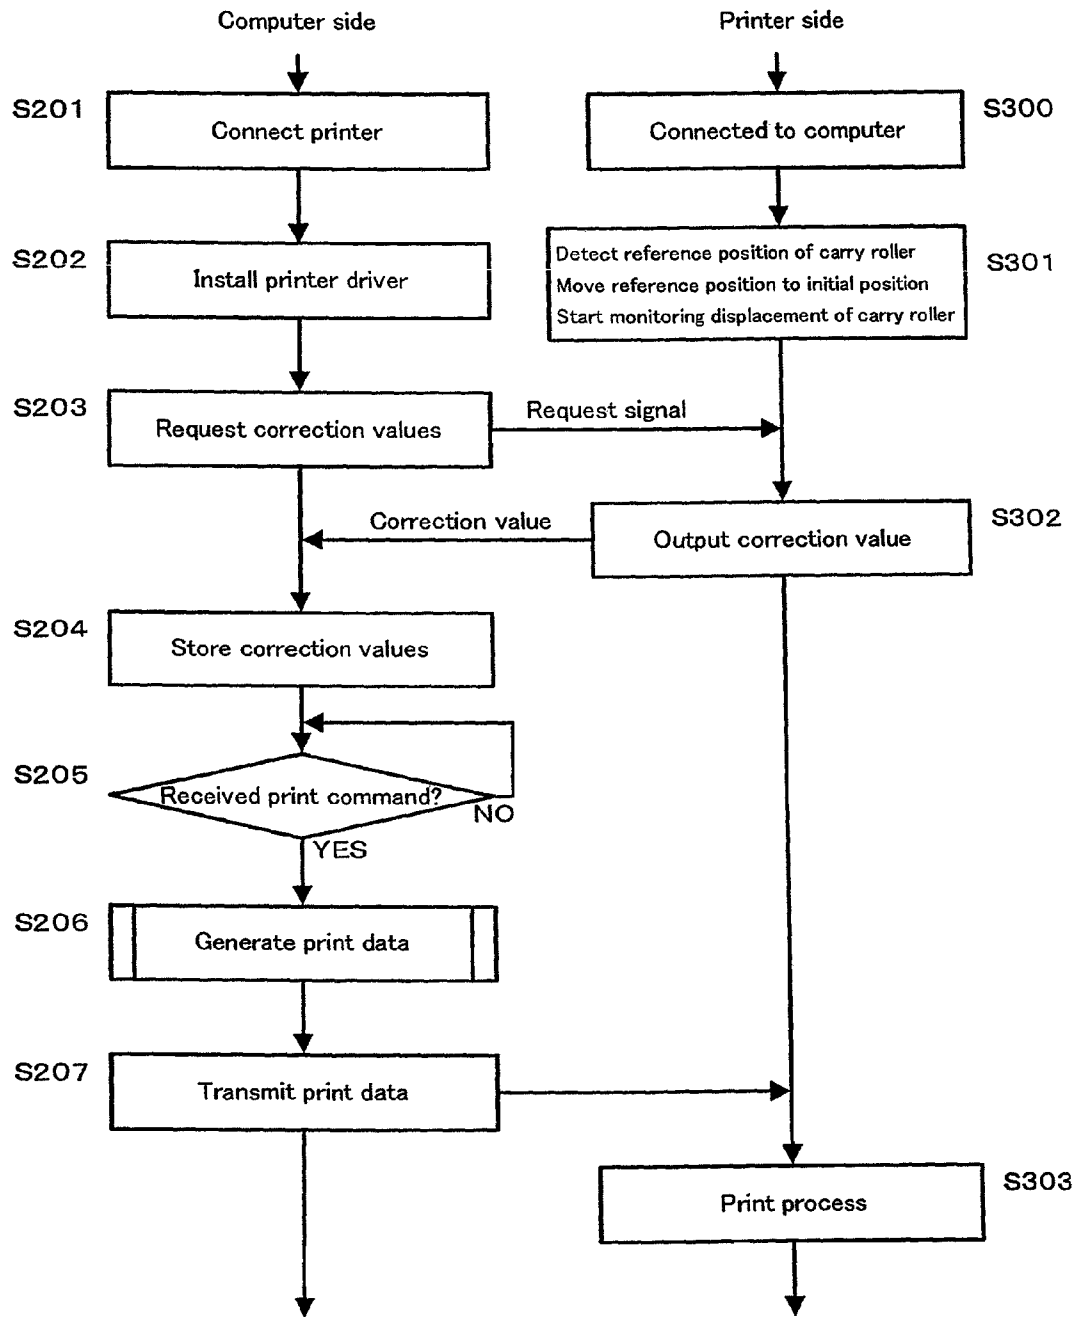 Computer side
Printer side
S201
Connect printer
Connected to computer
S300
S202
Install printer driver
Detect reference position of carry roller
Move reference position to initial position
Start monitoring displacement of carry roller
S301
S203
Request correction values
Request signal
Correction value
Output correction value
S302
S204
Store correction values
S205
Received print command?
NO
YES
S206
Generate print data
S207
Transmit print data
Print process
S303